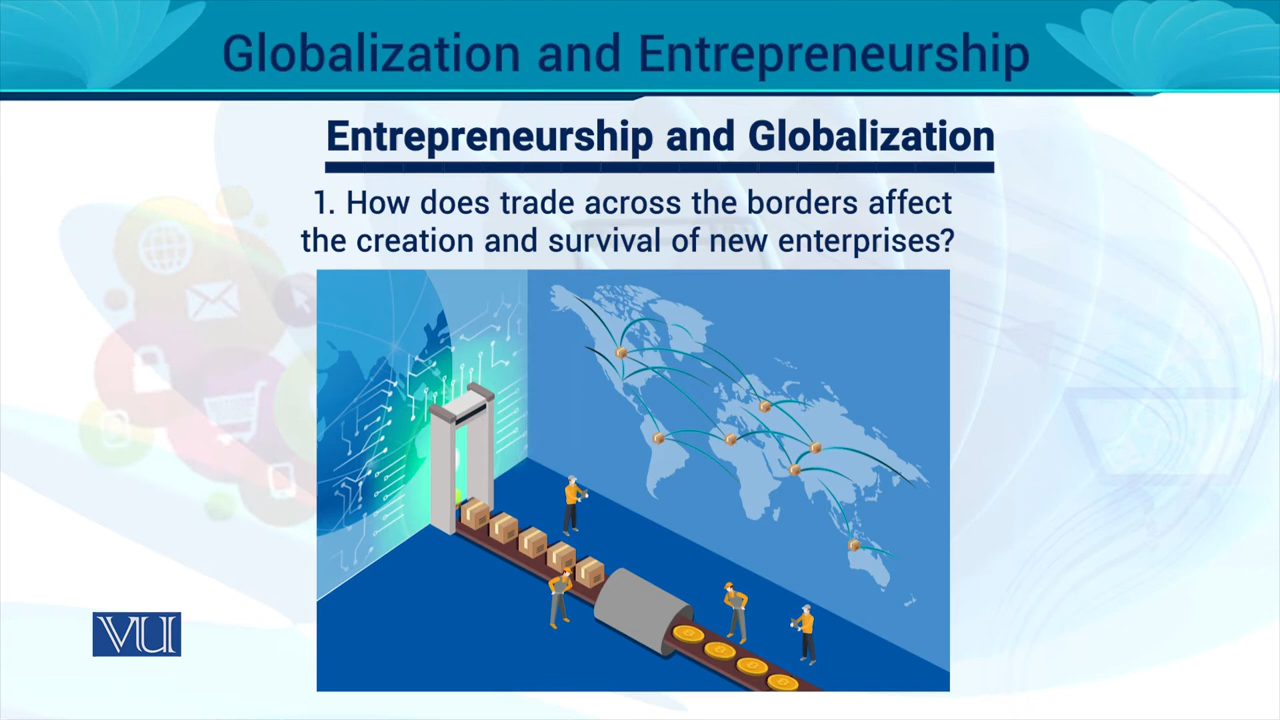 Globalization and Entrepreneurship
Entrepreneurship and Globalization
1. How does trade across the borders affect
the creation and survival of new enterprises?
VU